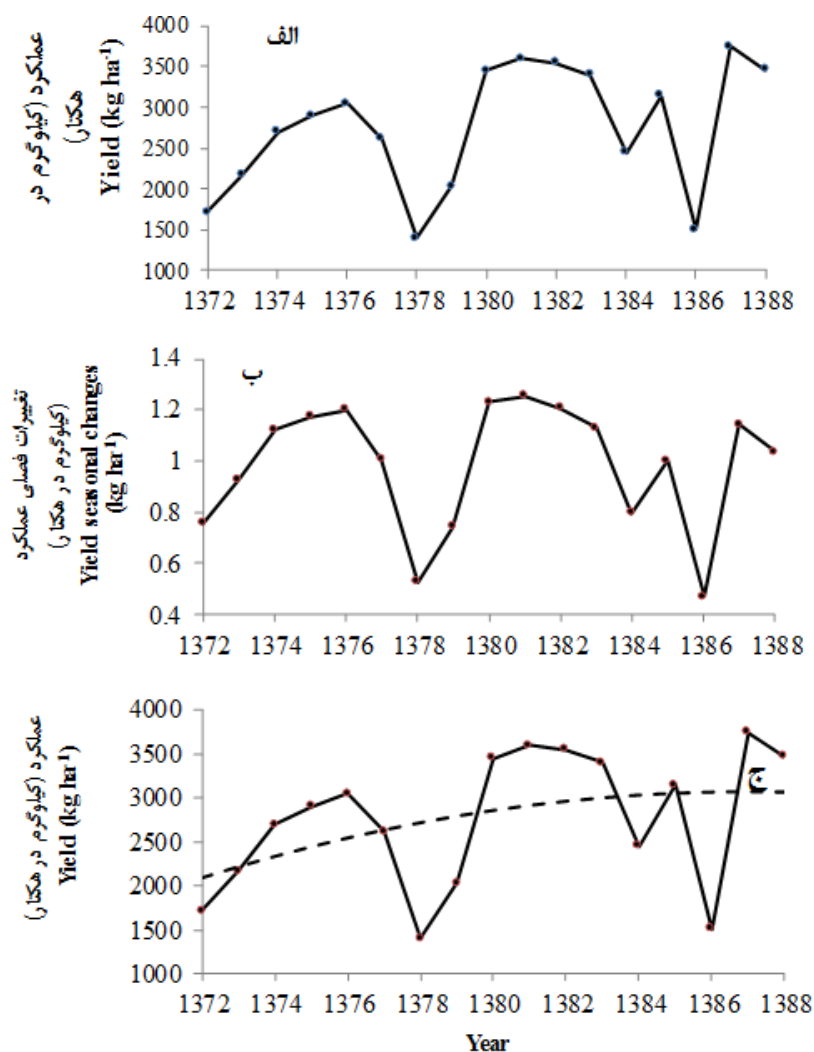 عملکرد (کیلوگرم در
هکتار)
Yield (kg ha⁻¹)
4000
3500
3000
2500
2000
1500
1000
الف
1372 1374 1376 1378 1380 1382 1384 1386 1388
تغییرات فصلی عملکرد
(کیلوگرم در هکتار)
Yield seasonal changes
(kg ha⁻¹)
1.4
1.2
1
0.8
0.6
0.4
ب
1372 1374 1376 1378 1380 1382 1384 1386 1388
عملکرد (کیلوگرم در هکتار)
Yield (kg ha⁻¹)
4000
3500
3000
2500
2000
1500
1000
ج
1372 1374 1376 1378 1380 1382 1384 1386 1388
Year